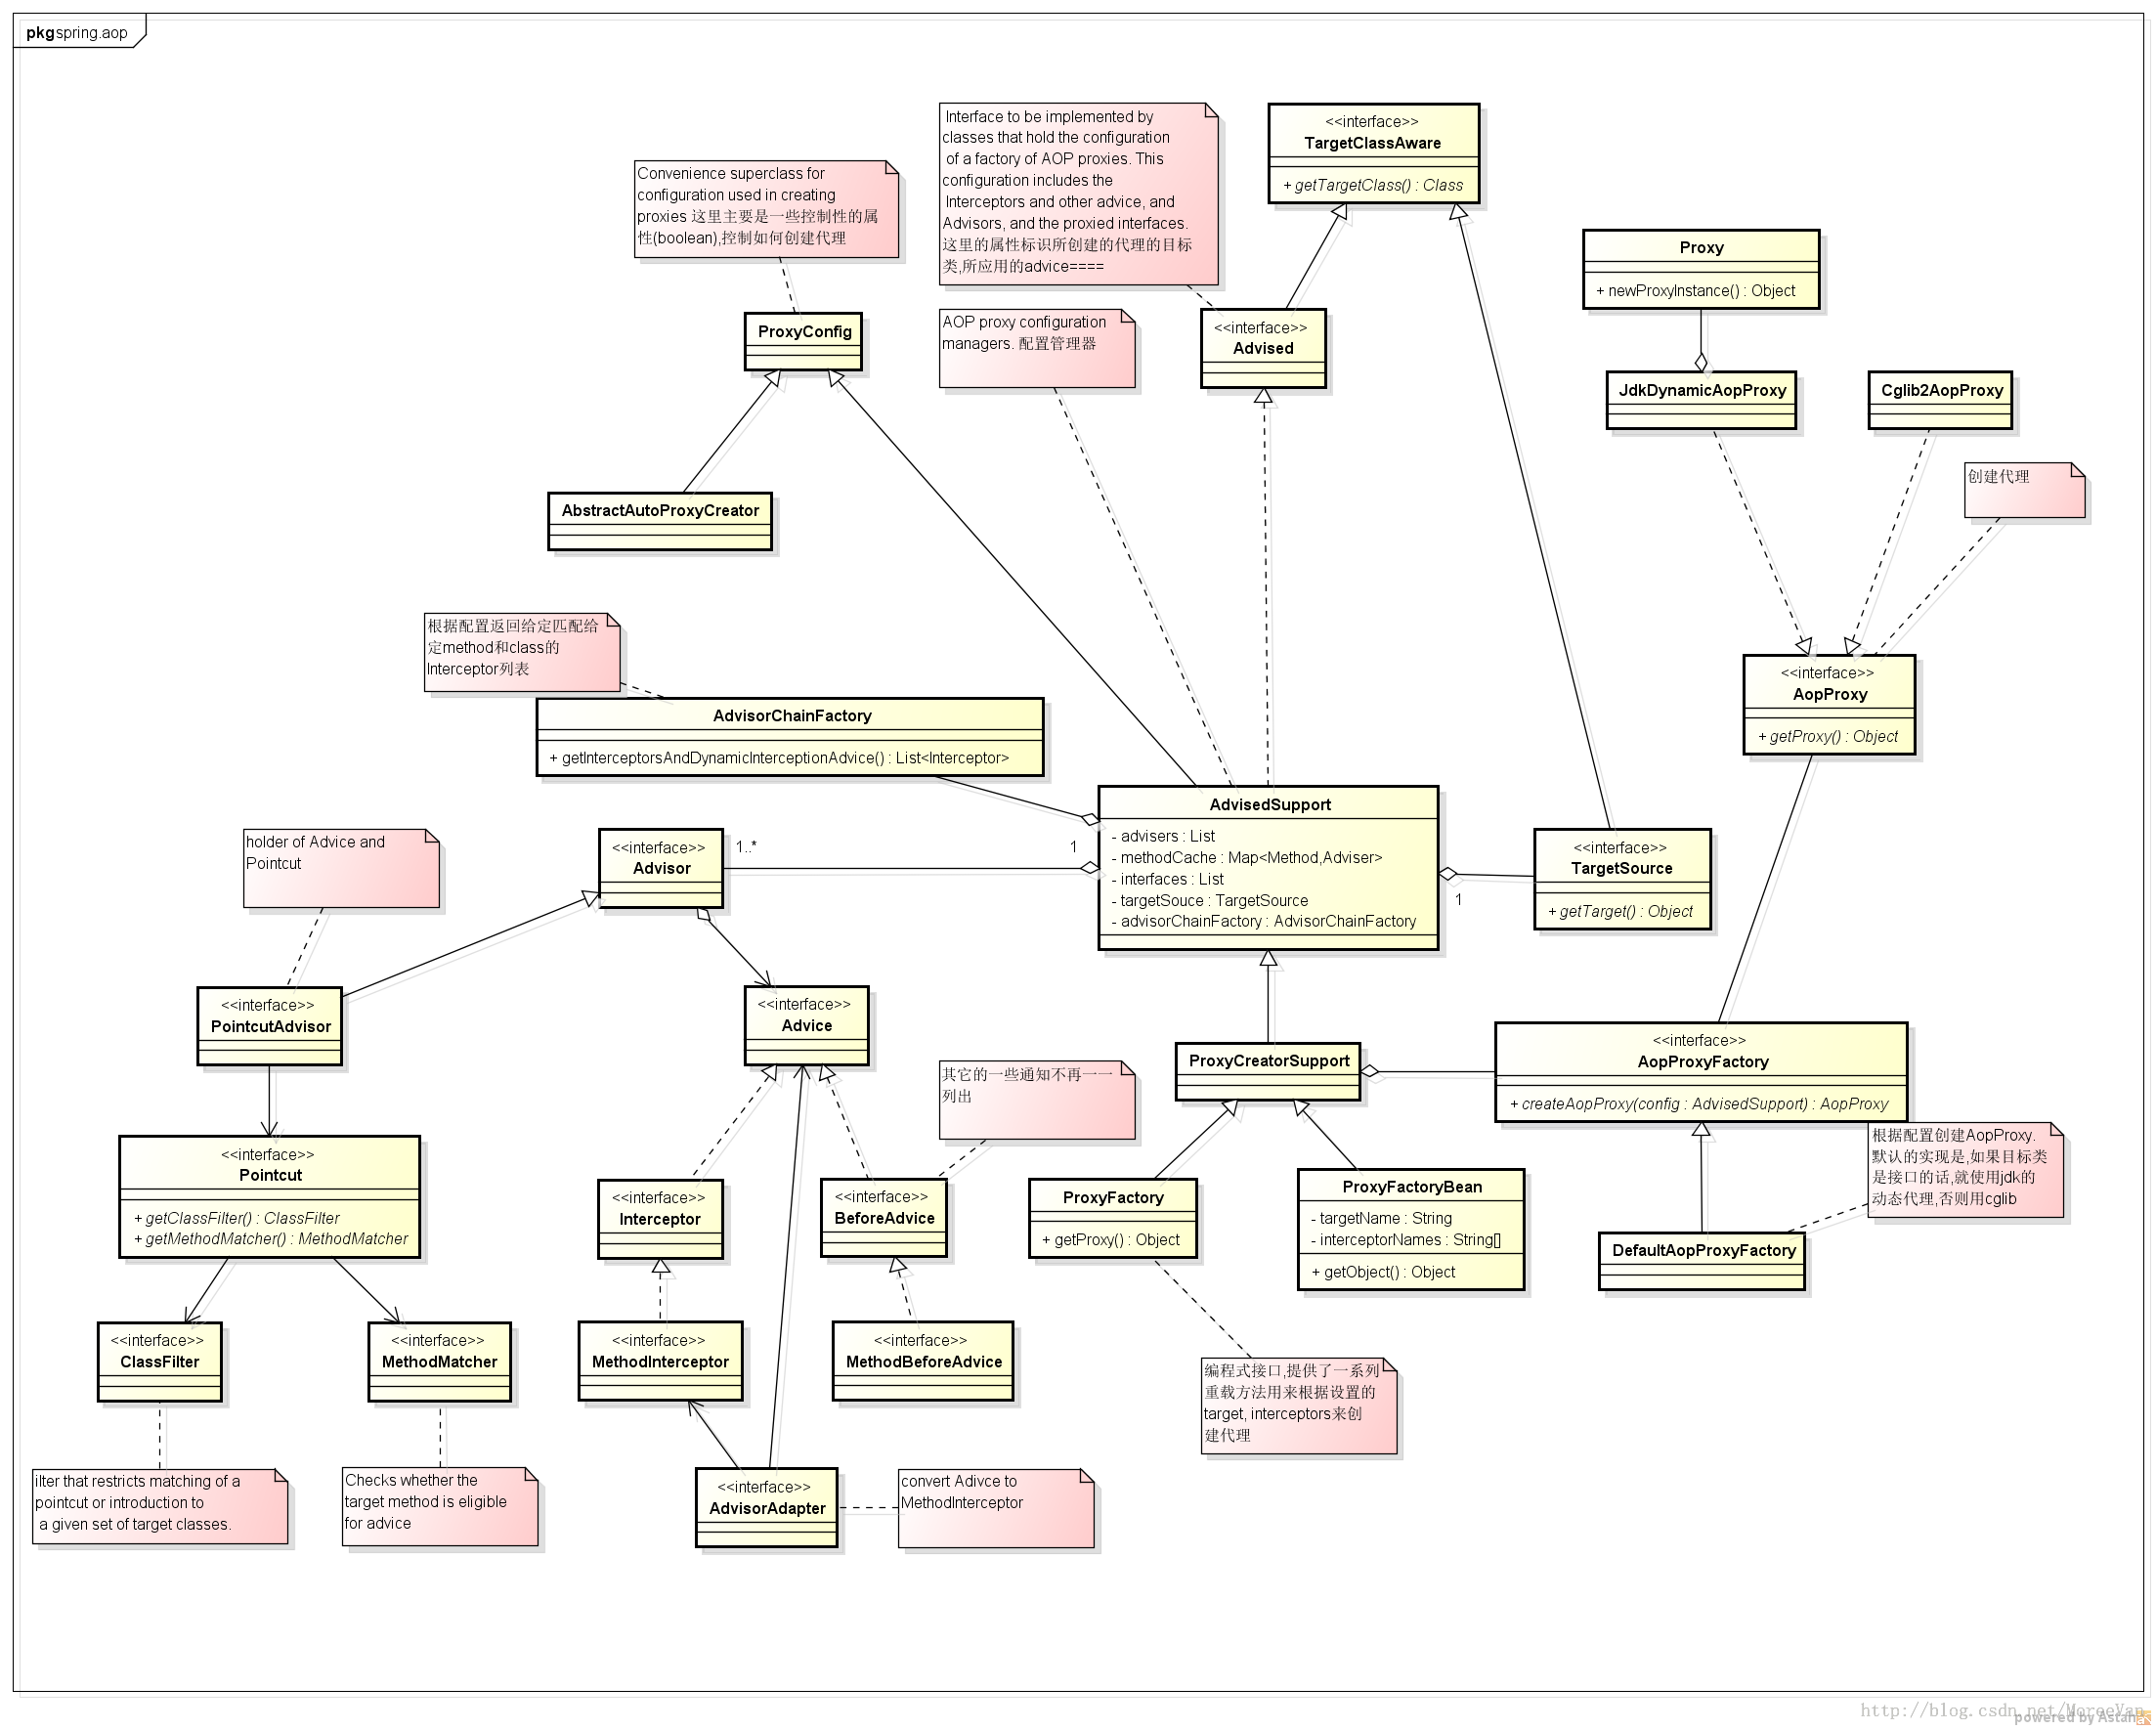 pkg spring.aop
Interface to be implemented by
classes that hold the configuration
of a factory of AOP proxies. This
configuration includes the
Interceptors and other advice, and
Advisors, and the proxied interfaces.
这里的属性标识所创建的代理的目标
类,所应用的advice====
<<interface>>
TargetClassAware
+ getTargetClass() : Class
Convenience superclass for
configuration used in creating
proxies 这里主要是一些控制性的属
性(boolean),控制如何创建代理
Proxy
+ newProxyInstance() : Object
ProxyConfig
AOP proxy configuration
managers. 配置管理器
<<interface>>
Advised
JdkDynamicAopProxy
Cglib2AopProxy
创建代理
AbstractAutoProxyCreator
根据配置返回给定匹配给
定method和class的
Interceptor列表
<<interface>>
AopProxy
+ getProxy() : Object
AdvisorChainFactory
+ getInterceptorsAndDynamicInterceptionAdvice() : List<Interceptor>
AdvisedSupport
- advisers : List
- methodCache : Map<Method,Adviser>
- interfaces : List
- targetSouce : TargetSource
- advisorChainFactory : AdvisorChainFactory
holder of Advice and
Pointcut
<<interface>>
Advisor
1..*
1
<<interface>>
TargetSource
+ getTarget() : Object
1
<<interface>>
PointcutAdvisor
<<interface>>
Advice
其它的一些通知不再一一
列出
ProxyCreatorSupport
<<interface>>
AopProxyFactory
+ createAopProxy(config : AdvisedSupport) : AopProxy
根据配置创建AopProxy.
默认的实现是,如果目标类
是接口的话,就使用jdk的
动态代理,否则用cglib
<<interface>>
Pointcut
+ getClassFilter() : ClassFilter
+ getMethodMatcher() : MethodMatcher
<<interface>>
Interceptor
<<interface>>
BeforeAdvice
ProxyFactory
+ getProxy() : Object
ProxyFactoryBean
- targetName : String
- interceptorNames : String[]
+ getObject() : Object
DefaultAopProxyFactory
<<interface>>
ClassFilter
<<interface>>
MethodMatcher
<<interface>>
MethodInterceptor
<<interface>>
MethodBeforeAdvice
编程式接口,提供了一系列
重载方法用来根据设置的
target, interceptors来创
建代理
ilter that restricts matching of a
pointcut or introduction to
a given set of target classes.
Checks whether the
target method is eligible
for advice
<<interface>>
AdvisorAdapter
convert Adivce to
MethodInterceptor
http://blog.csdn.net/MoreeVan
powered by Astah